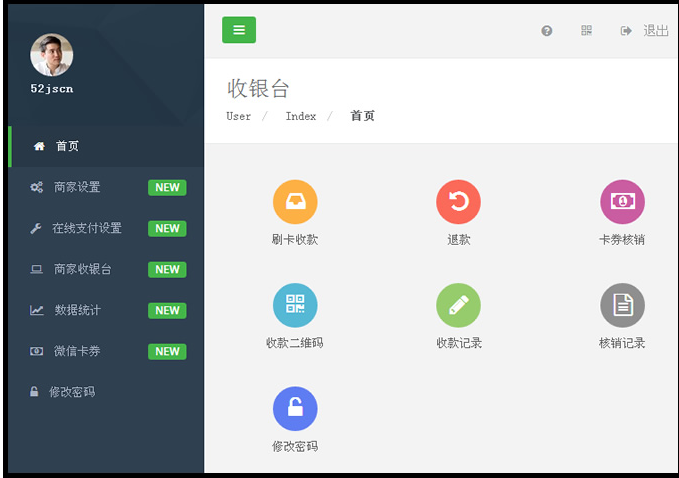 退出
52jscn
收银台
User / Index / 首页
首页
商家设置 NEW
在线支付设置 NEW
商家收银台 NEW
数据统计 NEW
微信卡券 NEW
修改密码
刷卡收款
退款
卡券核销
收款二维码
收款记录
核销记录
修改密码